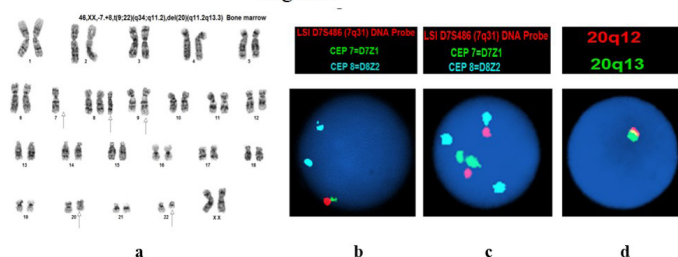 46,XX,-7,+8,t(9;22)(q34;q11.2),del(20)(q11.2q13.3) Bone marrow
1 2 3 4 5
6 7 8 9 10 11 12
13 14 15 16 17 18
19 20 21 22 X X
a
LSI D7S486 (7q31) DNA Probe
CEP 7=D7Z1
CEP 8=D8Z2
b
LSI D7S486 (7q31) DNA Probe
CEP 7=D7Z1
CEP 8=D8Z2
c
20q12
20q13
d